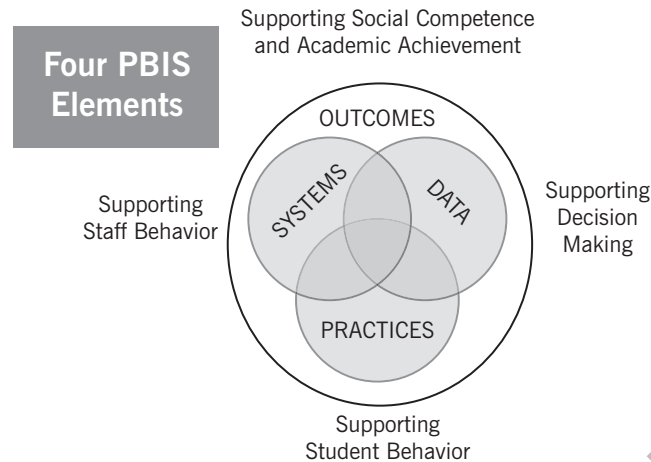 Four PBIS
Elements
Supporting Social Competence
and Academic Achievement
OUTCOMES
SYSTEMS
DATA
Supporting
Staff Behavior
Supporting
Decision
Making
PRACTICES
Supporting
Student Behavior